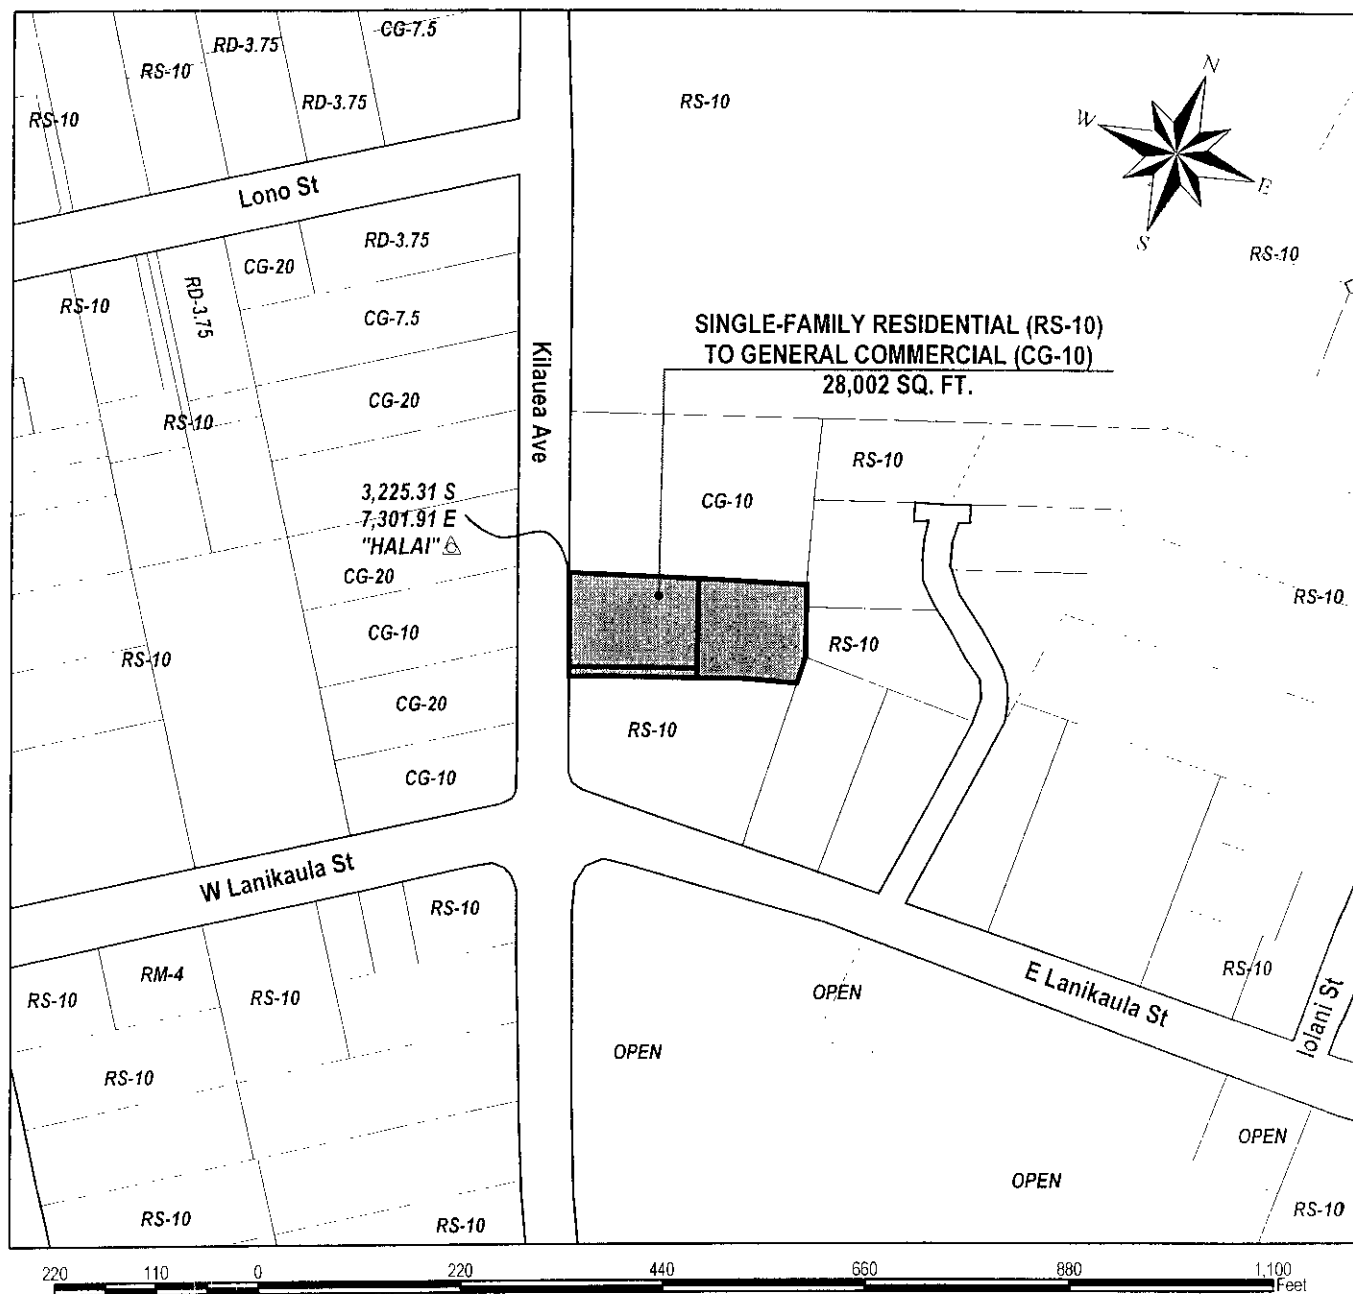 CG-7.5
RD-3.75
RS-10
RD-3.75
RS-10
RS-10
N
W
E
S
Lono St
RD-3.75
CG-20
RS-10
RS-10
RD-3.75
CG-7.5
SINGLE-FAMILY RESIDENTIAL (RS-10)
TO GENERAL COMMERCIAL (CG-10)
28,002 SQ. FT.
Kilauea Ave
CG-20
RS-10
RS-10
CG-10
3,225.31 S
7,301.91 E
"HALAI"
CG-20
RS-10
CG-10
RS-10
RS-10
CG-20
RS-10
CG-10
W Lanikaula St
RS-10
RM-4
RS-10
RS-10
RS-10
OPEN
E Lanikaula St
Iolani St
OPEN
RS-10
OPEN
OPEN
RS-10
RS-10
RS-10
220 110 0 220 440 660 880 1,100
Feet